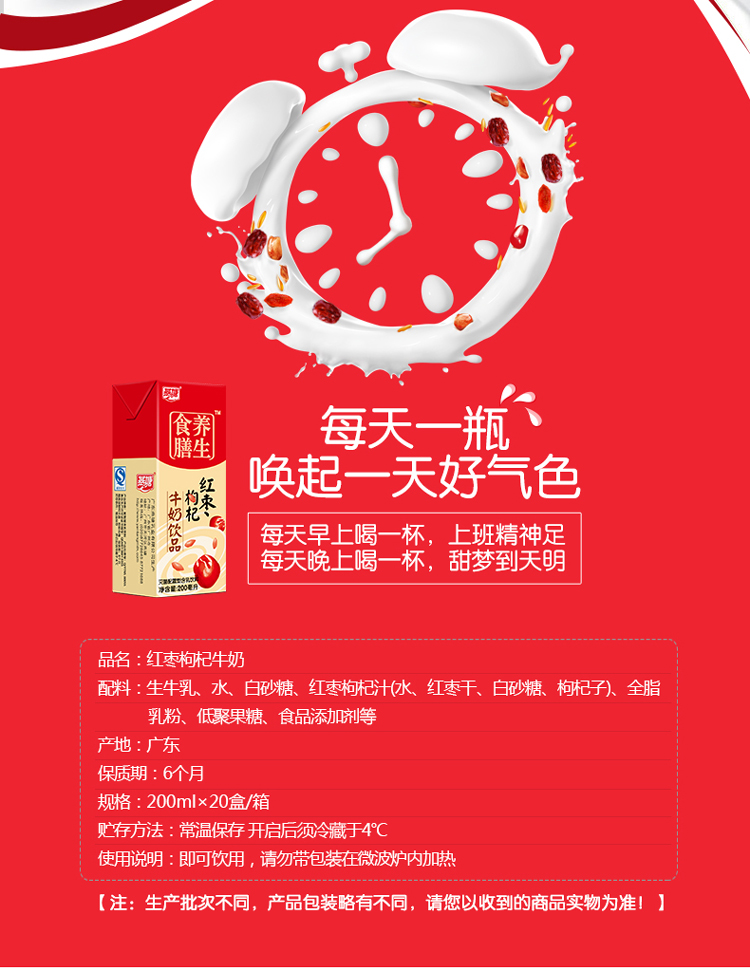 养生
食膳
TM
红枣
枸杞
牛奶饮品
净含量:200毫升
每天一瓶
唤起一天好气色
每天早上喝一杯，上班精神足
每天晚上喝一杯，甜梦到天明
品名：红枣枸杞牛奶
配料：生牛乳、水、白砂糖、红枣枸杞汁(水、红枣干、白砂糖、枸杞子)、全脂
乳粉、低聚果糖、食品添加剂等
产地：广东
保质期：6个月
规格：200ml×20盒/箱
贮存方法：常温保存 开启后须冷藏于4℃
使用说明：即可饮用，请勿带包装在微波炉内加热
【 注：生产批次不同，产品包装略有不同，请您以收到的商品实物为准！ 】